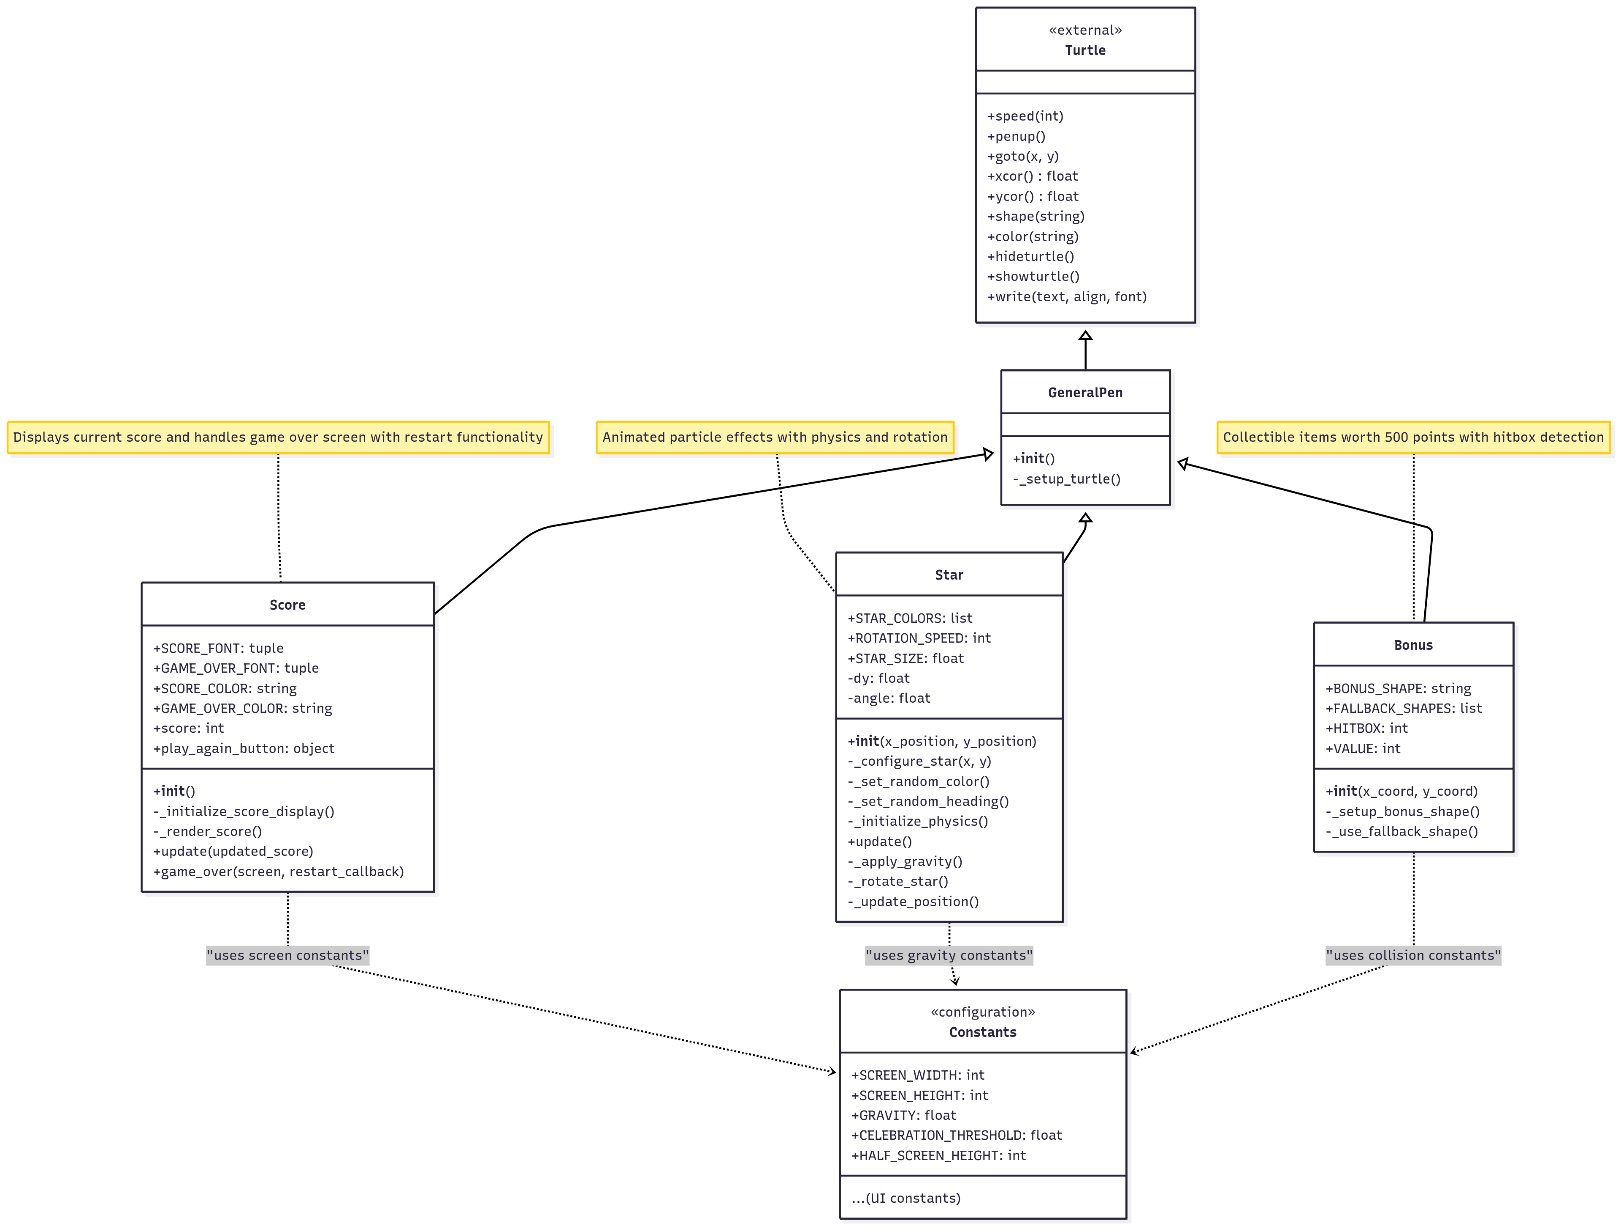 «external»
Turtle
+speed(int)
+penup()
+goto(x, y)
+xcor() : float
+ycor() : float
+shape(string)
+color(string)
+hideturtle()
+showturtle()
+write(text, align, font)
GeneralPen
+init()
-_setup_turtle()
Displays current score and handles game over screen with restart functionality
Animated particle effects with physics and rotation
Collectible items worth 500 points with hitbox detection
Score
+SCORE_FONT: tuple
+GAME_OVER_FONT: tuple
+SCORE_COLOR: string
+GAME_OVER_COLOR: string
+score: int
+play_again_button: object
+init()
-_initialize_score_display()
-_render_score()
+update(updated_score)
+game_over(screen, restart_callback)
Star
+STAR_COLORS: list
+ROTATION_SPEED: int
+STAR_SIZE: float
-dy: float
-angle: float
+init(x_position, y_position)
-_configure_star(x, y)
-_set_random_color()
-_set_random_heading()
-_initialize_physics()
+update()
-_apply_gravity()
-_rotate_star()
-_update_position()
Bonus
+BONUS_SHAPE: string
+FALLBACK_SHAPES: list
+HITBOX: int
+VALUE: int
+init(x_coord, y_coord)
-_setup_bonus_shape()
-_use_fallback_shape()
"uses screen constants"
"uses gravity constants"
"uses collision constants"
«configuration»
Constants
+SCREEN_WIDTH: int
+SCREEN_HEIGHT: int
+GRAVITY: float
+CELEBRATION_THRESHOLD: float
+HALF_SCREEN_HEIGHT: int
...(UI constants)